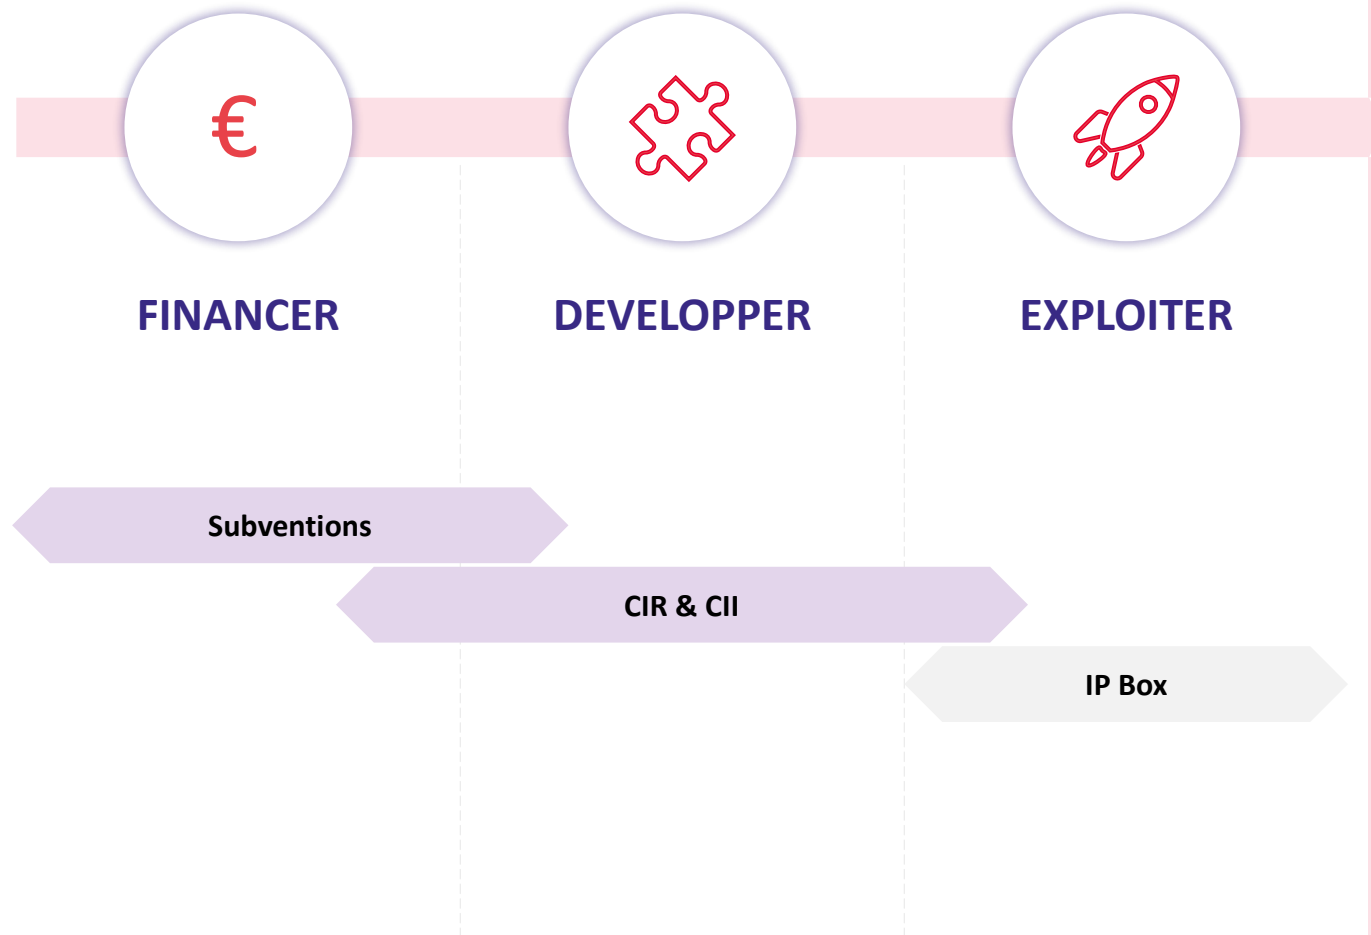 €
FINANCER
DEVELOPPER
EXPLOITER
Subventions
CIR & CII
IP Box